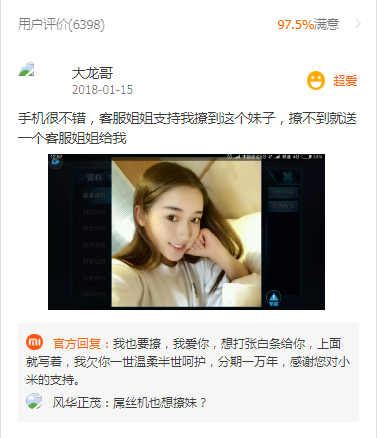 用户评价(6398) 97.5%满意
大龙哥 超爱
2018-01-15
手机很不错，客服姐姐支持我撩到这个妹子，撩不到就送
一个客服姐姐给我
官方回复：我也要撩，我爱你，想打张白条给你，上面
就写着，我欠你一世温柔半世呵护，分期一万年，感谢您对小
米的支持。
风华正茂：屌丝机也想撩妹？